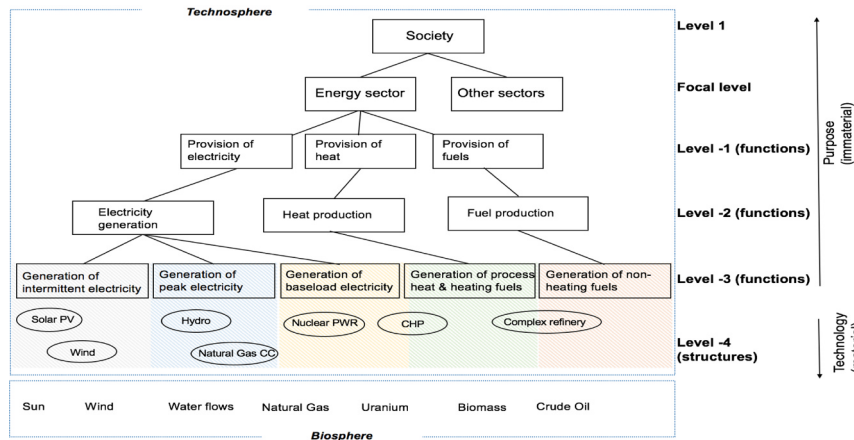 Technosphere
Level 1
Society
Focal level
Energy sector
Other sectors
Provision of
electricity
Provision of
heat
Provision of
fuels
Level -1 (functions)
Electricity
generation
Heat production
Fuel production
Level -2 (functions)
Generation of
intermittent electricity
Generation of
peak electricity
Generation of
baseload electricity
Generation of process
heat & heating fuels
Generation of non-
heating fuels
Level -3 (functions)
Solar PV
Wind
Hydro
Natural Gas CC
Nuclear PWR
CHP
Complex refinery
Level -4
(structures)
Purpose
(immaterial)
Technology
Sun
Wind
Water flows
Natural Gas
Uranium
Biomass
Crude Oil
Biosphere